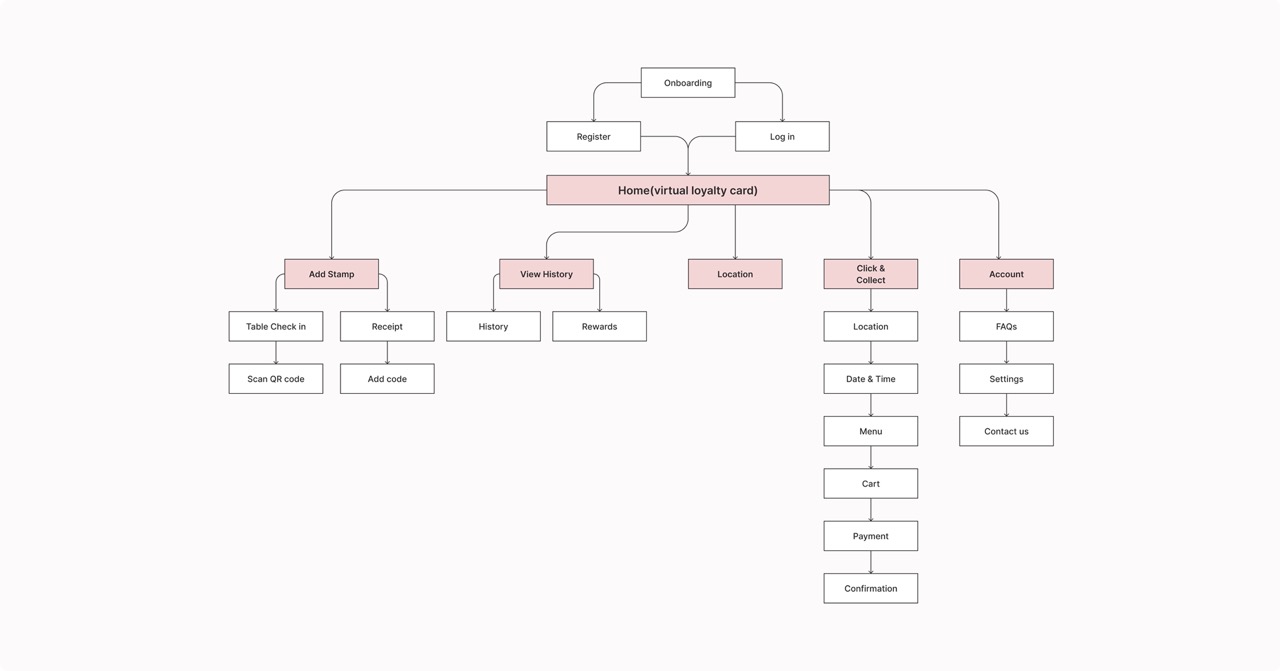 Onboarding
Register
Log in
Home(virtual loyalty card)
Add Stamp
View History
Location
Click &
Collect
Account
Table Check in
Receipt
History
Rewards
Location
FAQs
Scan QR code
Add code
Date & Time
Settings
Menu
Contact us
Cart
Payment
Confirmation